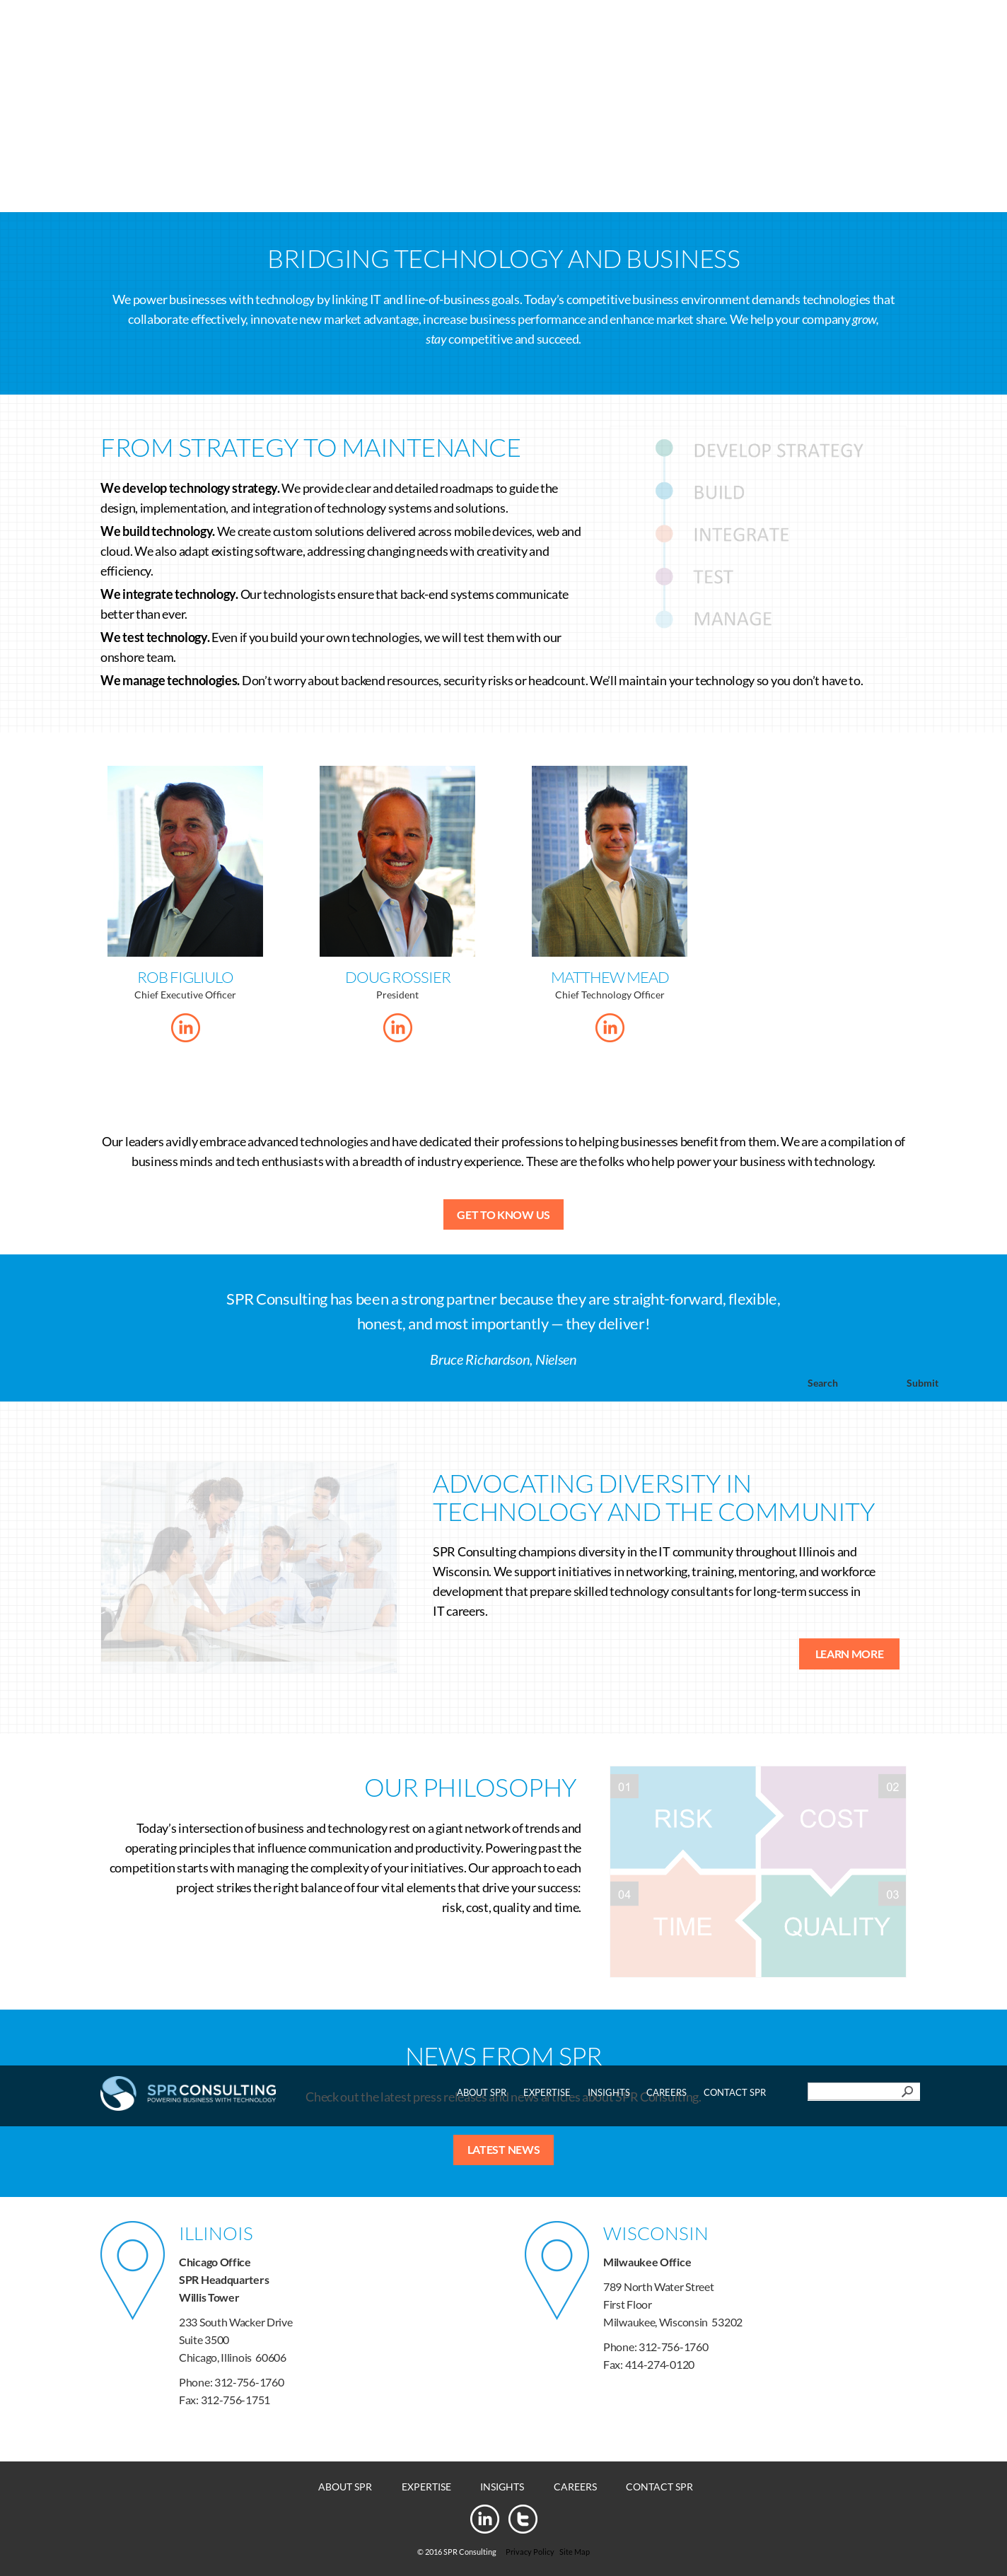 BRIDGING TECHNOLOGY AND BUSINESS
We power businesses with technology by linking IT and line-of-business goals. Today's competitive business environment demands technologies that
collaborate effectively, innovate new market advantage, increase business performance and enhance market share. We help your company grow,
stay competitive and succeed.
FROM STRATEGY TO MAINTENANCE
We develop technology strategy. We provide clear and detailed roadmaps to guide the
design, implementation, and integration of technology systems and solutions.
We build technology. We create custom solutions delivered across mobile devices, web and
cloud. We also adapt existing software, addressing changing needs with creativity and
efficiency.
We integrate technology. Our technologists ensure that back-end systems communicate
better than ever.
We test technology. Even if you build your own technologies, we will test them with our
onshore team.
We manage technologies. Don't worry about backend resources, security risks or headcount. We'll maintain your technology so you don't have to.
DEVELOP STRATEGY
BUILD
INTEGRATE
TEST
MANAGE
ROB FIGLIULO
Chief Executive Officer
in
DOUG ROSSIER
President
in
MATTHEW MEAD
Chief Technology Officer
in
Our leaders avidly embrace advanced technologies and have dedicated their professions to helping businesses benefit from them. We are a compilation of
business minds and tech enthusiasts with a breadth of industry experience. These are the folks who help power your business with technology.
GET TO KNOW US
SPR Consulting has been a strong partner because they are straight-forward, flexible,
honest, and most importantly — they deliver!
Bruce Richardson, Nielsen
Search Submit
ADVOCATING DIVERSITY IN
TECHNOLOGY AND THE COMMUNITY
SPR Consulting champions diversity in the IT community throughout Illinois and
Wisconsin. We support initiatives in networking, training, mentoring, and workforce
development that prepare skilled technology consultants for long-term success in
IT careers.
LEARN MORE
OUR PHILOSOPHY
Today's intersection of business and technology rest on a giant network of trends and
operating principles that influence communication and productivity. Powering past the
competition starts with managing the complexity of your initiatives. Our approach to each
project strikes the right balance of four vital elements that drive your success:
risk, cost, quality and time.
01 RISK
COST 02
04 TIME
QUALITY 03
NEWS FROM SPR
SPR CONSULTING
POWERING BUSINESS WITH TECHNOLOGY
ABOUT SPR EXPERTISE INSIGHTS CAREERS CONTACT SPR
Check out the latest press releases and news articles about SPR Consulting.
LATEST NEWS
ILLINOIS
Chicago Office
SPR Headquarters
Willis Tower
233 South Wacker Drive
Suite 3500
Chicago, Illinois 60606
Phone: 312-756-1760
Fax: 312-756-1751
WISCONSIN
Milwaukee Office
789 North Water Street
First Floor
Milwaukee, Wisconsin 53202
Phone: 312-756-1760
Fax: 414-274-0120
ABOUT SPR EXPERTISE INSIGHTS CAREERS CONTACT SPR
in
© 2016 SPR Consulting Privacy Policy Site Map